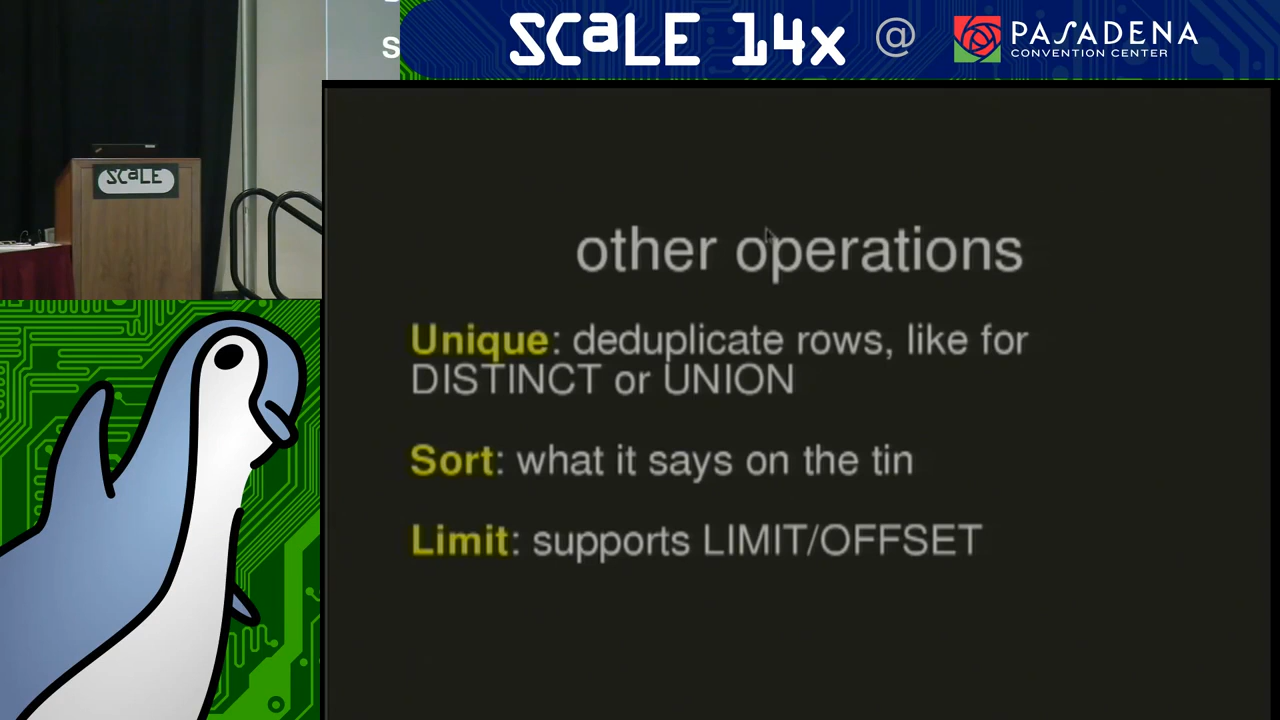 s
SCaLE 14x @ PASADENA
CONVENTION CENTER
SCaLE
other operations
Unique: deduplicate rows, like for
DISTINCT or UNION
Sort: what it says on the tin
Limit: supports LIMIT/OFFSET